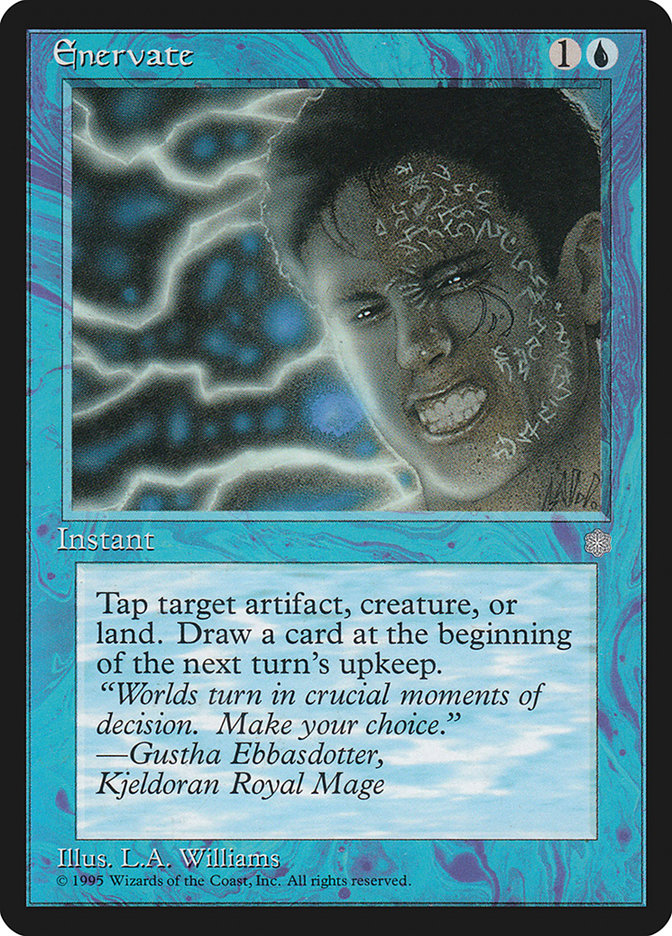 Enervate
1
Instant
Tap target artifact, creature, or
land. Draw a card at the beginning
of the next turn's upkeep.
“Worlds turn in crucial moments of
decision. Make your choice.”
—Gustha Ebbasdotter,
Kjeldoran Royal Mage
Illus. L.A. Williams
© 1995 Wizards of the Coast, Inc. All rights reserved.